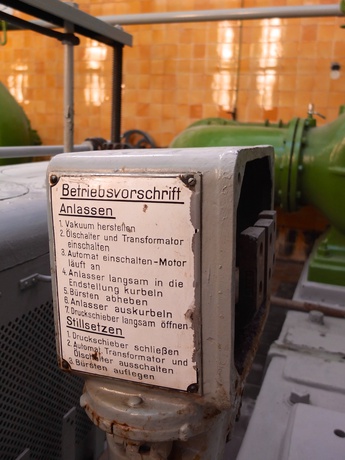 Betriebsvorschrift
Anlassen
1. Vakuum herstellen
2. Ölschalter und Transformator
einschalten
3. Automat einschalten-Motor
läuft an
4. Anlasser langsam in die
Endstellung kurbeln
5. Bürsten abheben
6. Anlasser auskurbeln
7. Druckschieber langsam öffnen
Stillsetzen
1. Druckschieber schließen
2. Automat Transformator und
Ölschalter ausschalten
3. Bürsten auflegen